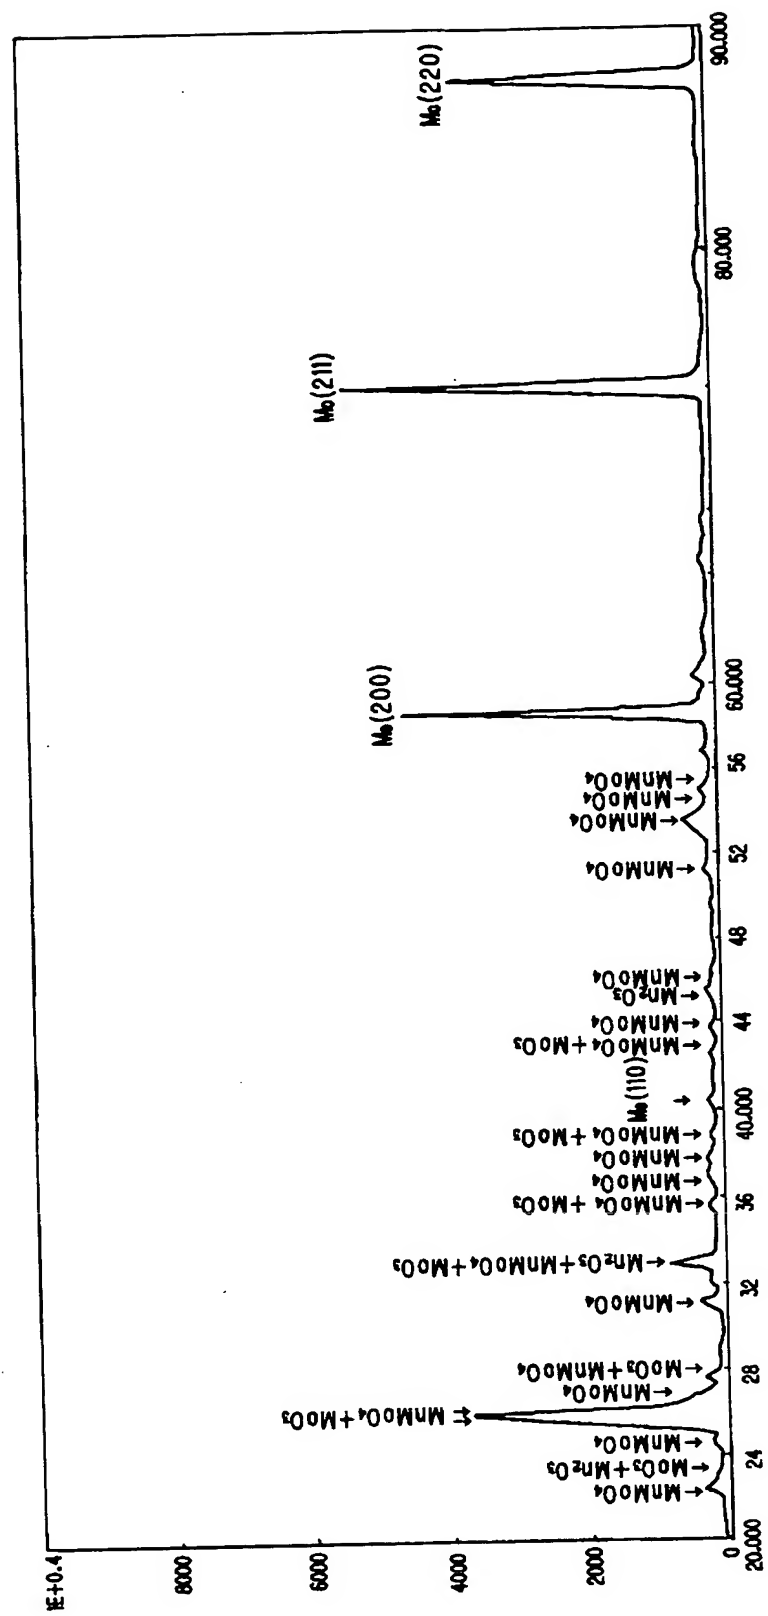 1E+0.4
8000
6000
4000
2000
0
20.000
24
28
32
36
40.000
44
48
52
56
60.000
80.000
90.000
MnMoO₄
MoO₃+Mn₂O₃
MnMoO₄
MnMoO₄+MoO₃
MnMoO₄
MoO₃+MnMoO₄
MnMoO₄
Mn₂O₃+MnMoO₄+MoO₃
MnMoO₄+MoO₃
MnMoO₄
MnMoO₄
MnMoO₄+MoO₃
Mo(110)
MnMoO₄+MoO₃
MnMoO₄
Mn₂O₃
MnMoO₄
MnMoO₄
MnMoO₄
MnMoO₄
MnMoO₄
Mo(200)
Mo(211)
Mo(220)